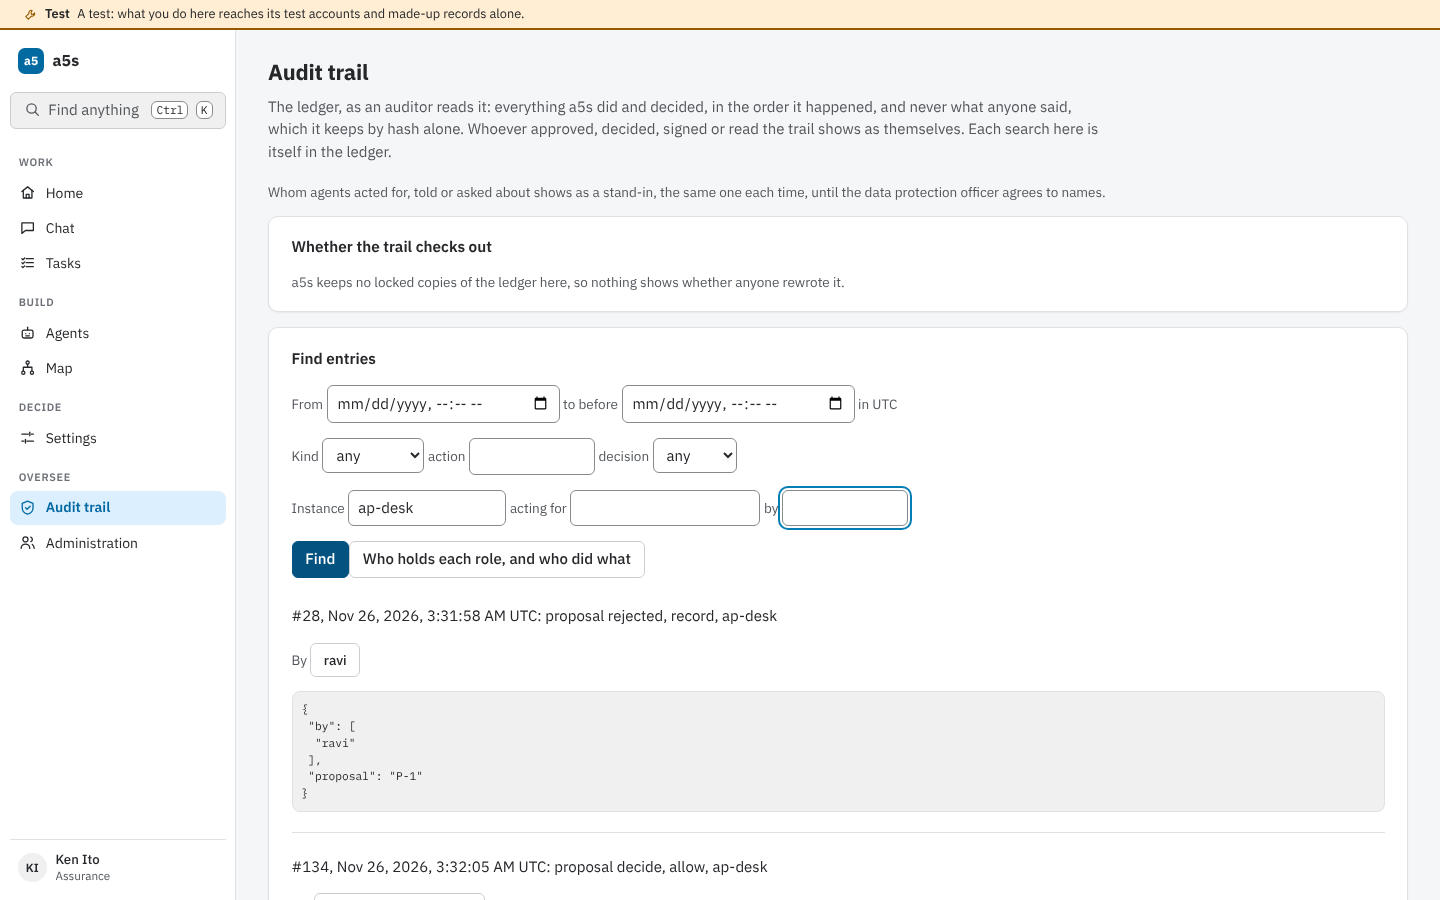 Test A test: what you do here reaches its test accounts and made-up records alone.
a5 a5s
Find anything Ctrl K
WORK
Home
Chat
Tasks
BUILD
Agents
Map
DECIDE
Settings
OVERSEE
Audit trail
Administration
KI Ken Ito
Assurance
Audit trail
The ledger, as an auditor reads it: everything a5s did and decided, in the order it happened, and never what anyone said,
which it keeps by hash alone. Whoever approved, decided, signed or read the trail shows as themselves. Each search here is
itself in the ledger.
Whom agents acted for, told or asked about shows as a stand-in, the same one each time, until the data protection officer agrees to names.
Whether the trail checks out
a5s keeps no locked copies of the ledger here, so nothing shows whether anyone rewrote it.
Find entries
From mm/dd/yyyy, --:-- -- to before mm/dd/yyyy, --:-- -- in UTC
Kind any action decision any
Instance ap-desk acting for by
Find Who holds each role, and who did what
#28, Nov 26, 2026, 3:31:58 AM UTC: proposal rejected, record, ap-desk
By ravi
{
"by": [
"ravi"
],
"proposal": "P-1"
}
#134, Nov 26, 2026, 3:32:05 AM UTC: proposal decide, allow, ap-desk